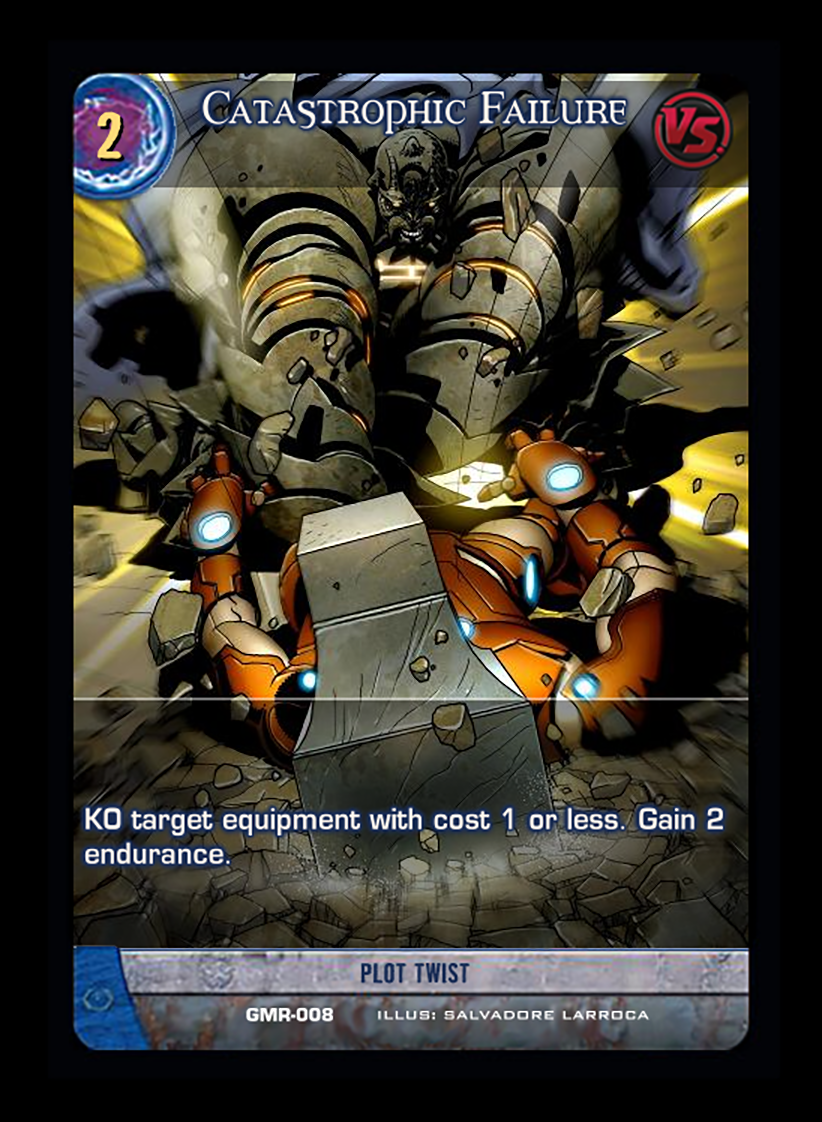 2
Catastrophic Failure
VS.
KO target equipment with cost 1 or less. Gain 2
endurance.
PLOT TWIST
GMR-008 ILLUS: SALVADORE LARROCA